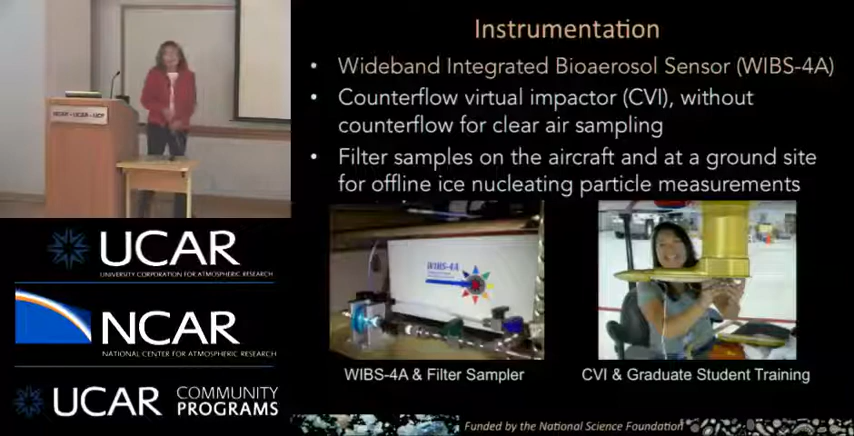 Instrumentation
• Wideband Integrated Bioaerosol Sensor (WIBS-4A)
• Counterflow virtual impactor (CVI), without
counterflow for clear air sampling
• Filter samples on the aircraft and at a ground site
for offline ice nucleating particle measurements
NCAR • UCAR • UCP
WIBS-4A
WIBS-4A & Filter Sampler
CVI & Graduate Student Training
UCAR
UNIVERSITY CORPORATION FOR ATMOSPHERIC RESEARCH
NCAR
NATIONAL CENTER FOR ATMOSPHERIC RESEARCH
UCAR COMMUNITY
PROGRAMS
Funded by the National Science Foundation